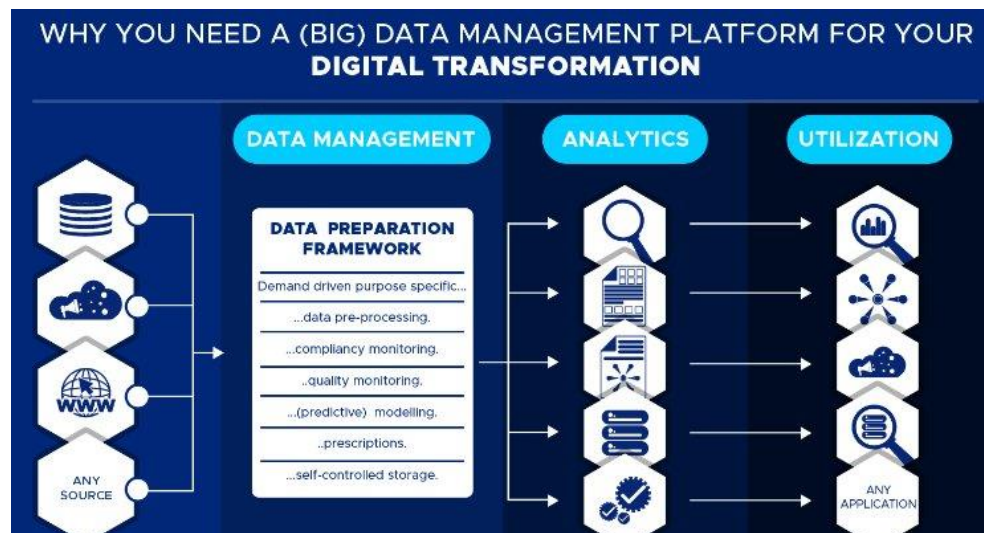 WHY YOU NEED A (BIG) DATA MANAGEMENT PLATFORM FOR YOUR
DIGITAL TRANSFORMATION
DATA MANAGEMENT
ANALYTICS
UTILIZATION
DATA PREPARATION
FRAMEWORK
Demand driven purpose specific...
...data pre-processing.
...compliancy monitoring.
..quality monitoring.
...(predictive) modelling.
..prescriptions.
...self-controlled storage.
WWW
ANY
SOURCE
ANY
APPLICATION